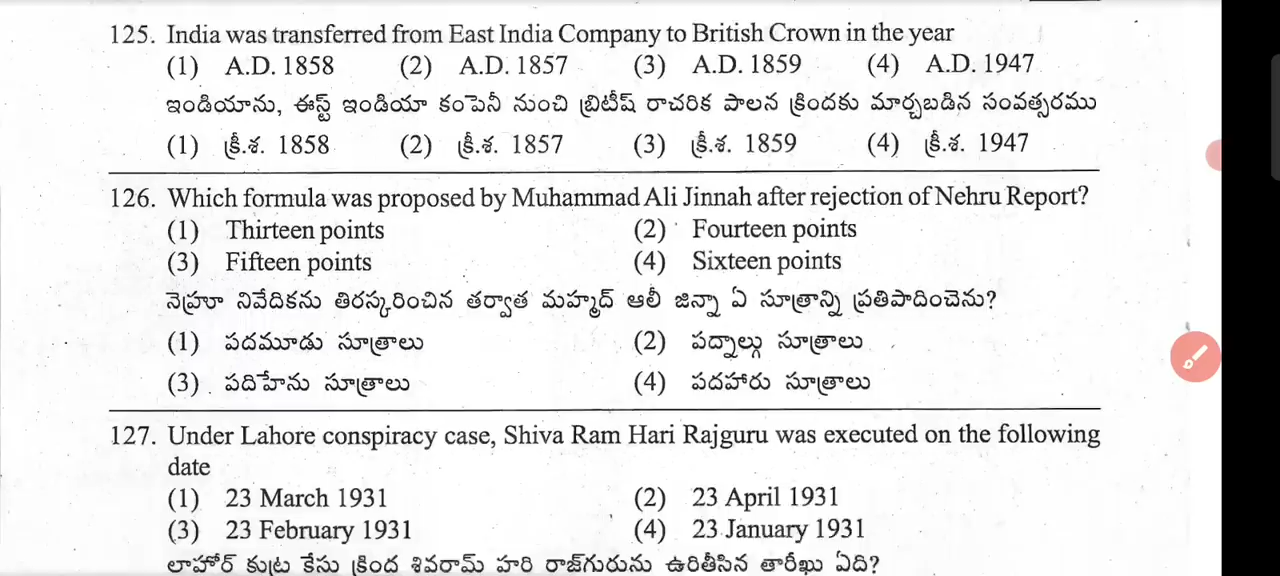 125. India was transferred from East India Company to British Crown in the year
(1) A.D. 1858 (2) A.D. 1857 (3) A.D. 1859 (4) A.D. 1947
ఇండియాను, ఈస్ట్ ఇండియా కంపెనీ నుంచి బ్రిటీష్ రాచరిక పాలన క్రిందకు మార్చబడిన సంవత్సరము
(1) క్రీ.శ. 1858 (2) క్రీ.శ. 1857 (3) క్రీ.శ. 1859 (4) క్రీ.శ. 1947
126. Which formula was proposed by Muhammad Ali Jinnah after rejection of Nehru Report?
(1) Thirteen points (2) Fourteen points
(3) Fifteen points (4) Sixteen points
నెహ్రూ నివేదికను తిరస్కరించిన తర్వాత మహ్మద్ ఆలీ జిన్నా ఏ సూత్రాన్ని ప్రతిపాదించెను?
(1) పదమూడు సూత్రాలు (2) పద్నాల్గు సూత్రాలు
(3) పదిహేను సూత్రాలు (4) పదహారు సూత్రాలు
127. Under Lahore conspiracy case, Shiva Ram Hari Rajguru was executed on the following
date
(1) 23 March 1931 (2) 23 April 1931
(3) 23 February 1931 (4) 23 January 1931
లాహోర్ కుట్ర కేసు క్రింద శివరామ్ హరి రాజ్‌గురును ఉరితీసిన తారీఖు ఏది?